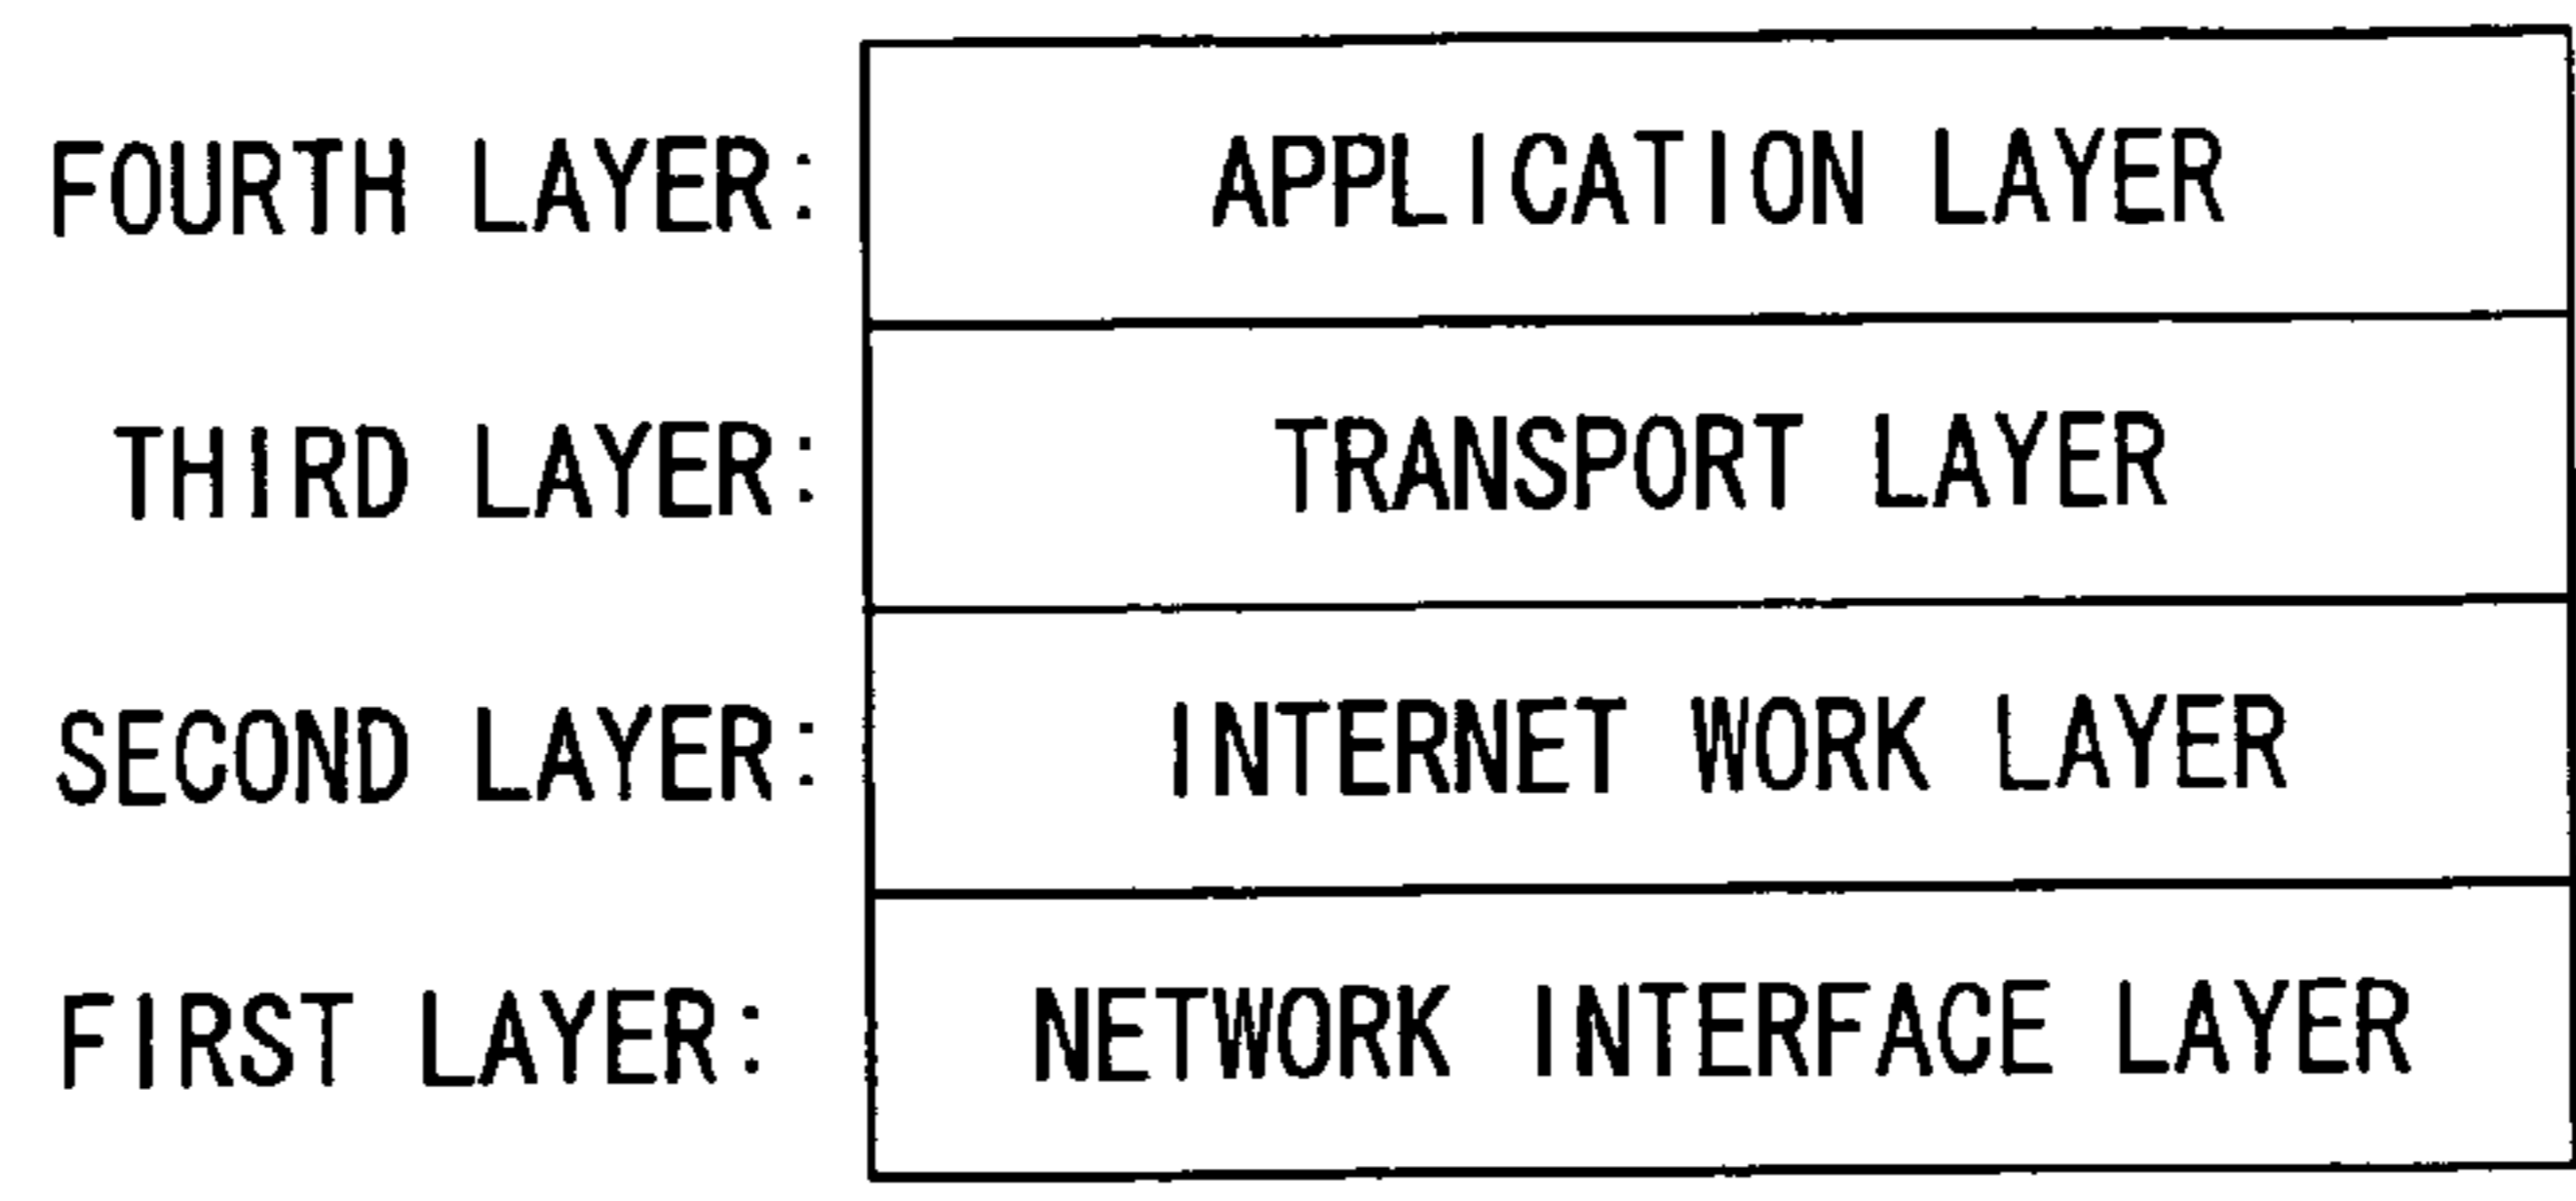 FOURTH LAYER: APPLICATION LAYER
THIRD LAYER: TRANSPORT LAYER
SECOND LAYER: INTERNET WORK LAYER
FIRST LAYER: NETWORK INTERFACE LAYER